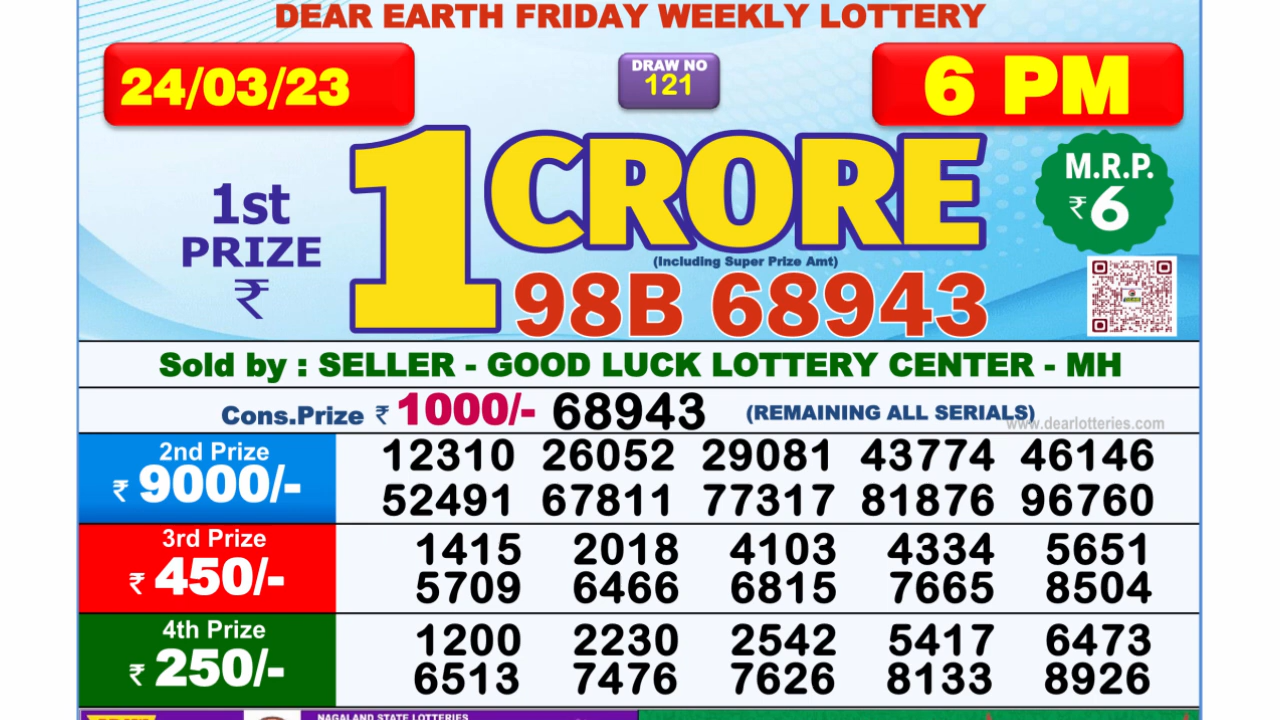 DEAR EARTH FRIDAY WEEKLY LOTTERY
24/03/23
DRAW NO
121
6 PM
1st
PRIZE
₹
1 CRORE
(Including Super Prize Amt)
98B 68943
M.R.P.
₹ 6
Sold by : SELLER - GOOD LUCK LOTTERY CENTER - MH
Cons.Prize ₹ 1000/- 68943 (REMAINING ALL SERIALS)
www.dearlotteries.com
2nd Prize
₹ 9000/-
12310 26052 29081 43774 46146
52491 67811 77317 81876 96760
3rd Prize
₹ 450/-
1415 2018 4103 4334 5651
5709 6466 6815 7665 8504
4th Prize
₹ 250/-
1200 2230 2542 5417 6473
6513 7476 7626 8133 8926
NAGALAND STATE LOTTERIES